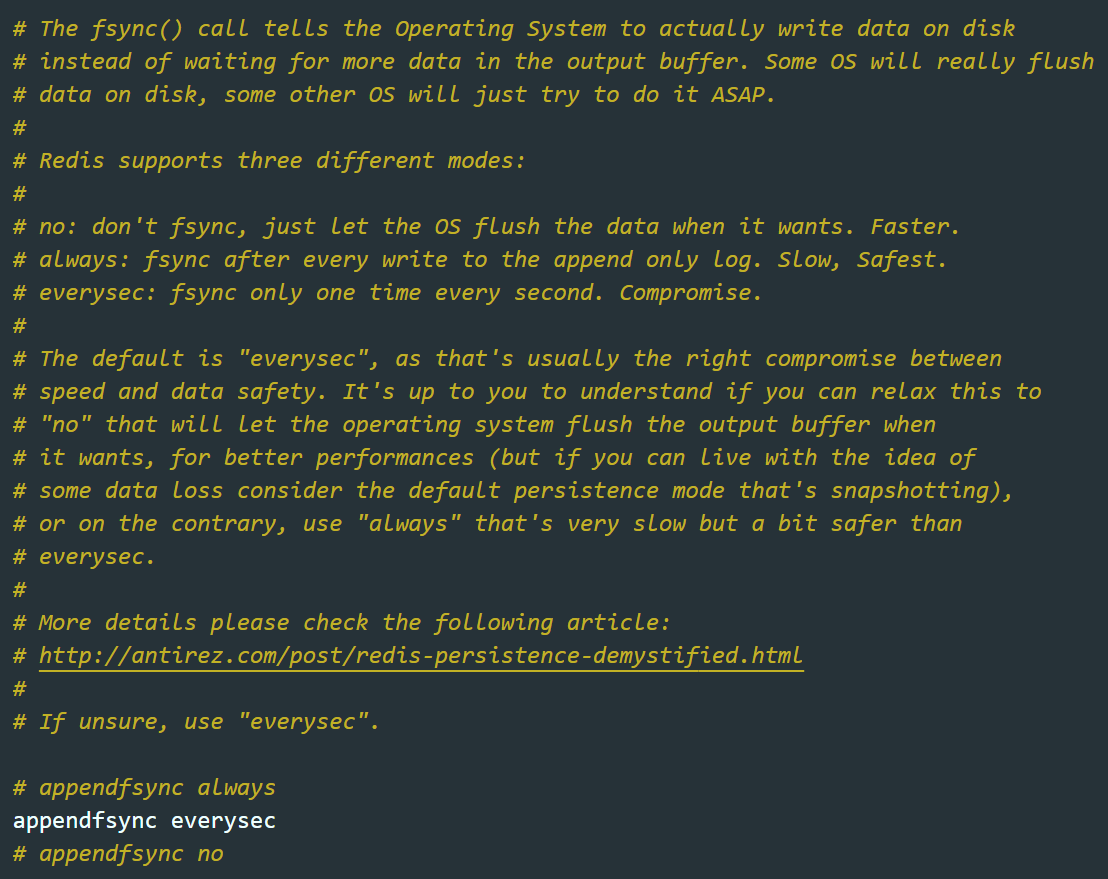 # The fsync() call tells the Operating System to actually write data on disk
# instead of waiting for more data in the output buffer. Some OS will really flush
# data on disk, some other OS will just try to do it ASAP.
#
# Redis supports three different modes:
#
# no: don't fsync, just let the OS flush the data when it wants. Faster.
# always: fsync after every write to the append only log. Slow, Safest.
# everysec: fsync only one time every second. Compromise.
#
# The default is "everysec", as that's usually the right compromise between
# speed and data safety. It's up to you to understand if you can relax this to
# "no" that will let the operating system flush the output buffer when
# it wants, for better performances (but if you can live with the idea of
# some data loss consider the default persistence mode that's snapshotting),
# or on the contrary, use "always" that's very slow but a bit safer than
# everysec.
#
# More details please check the following article:
# http://antirez.com/post/redis-persistence-demystified.html
#
# If unsure, use "everysec".

# appendfsync always
appendfsync everysec
# appendfsync no